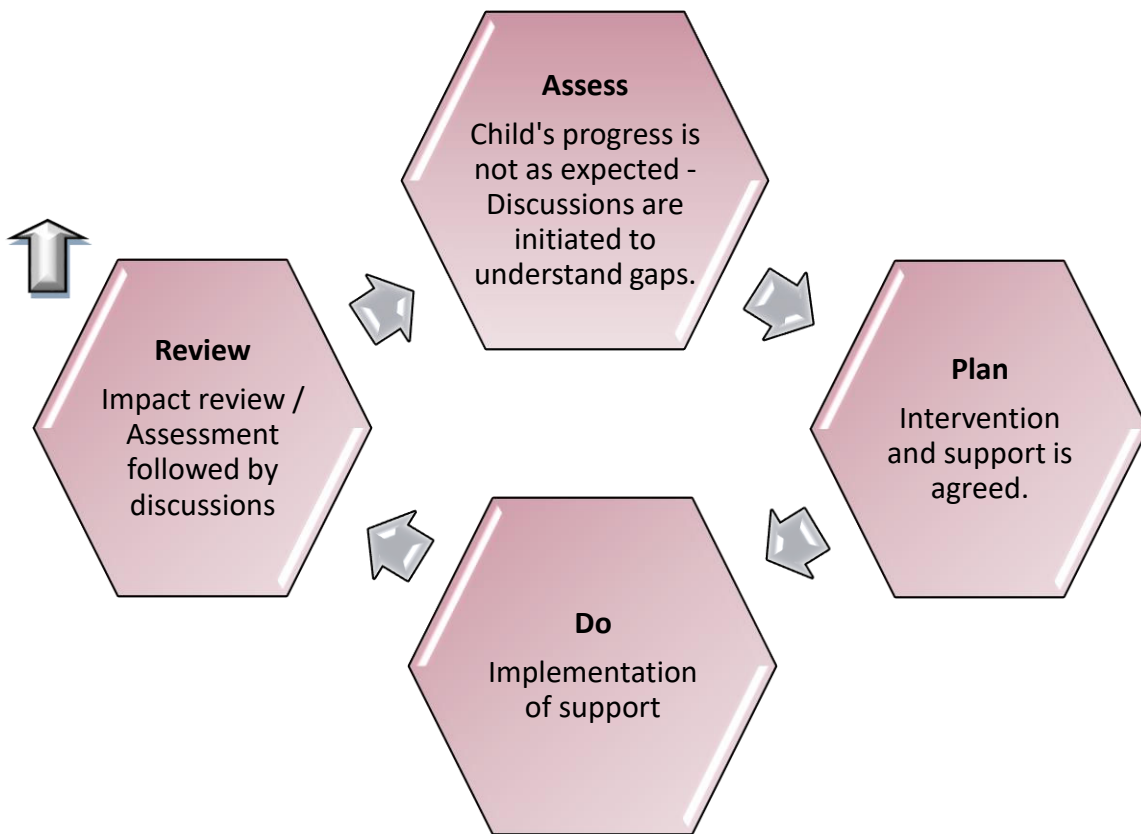 Assess
Child's progress is
not as expected -
Discussions are
initiated to
understand gaps.
Plan
Intervention
and support is
agreed.
Do
Implementation
of support
Review
Impact review /
Assessment
followed by
discussions